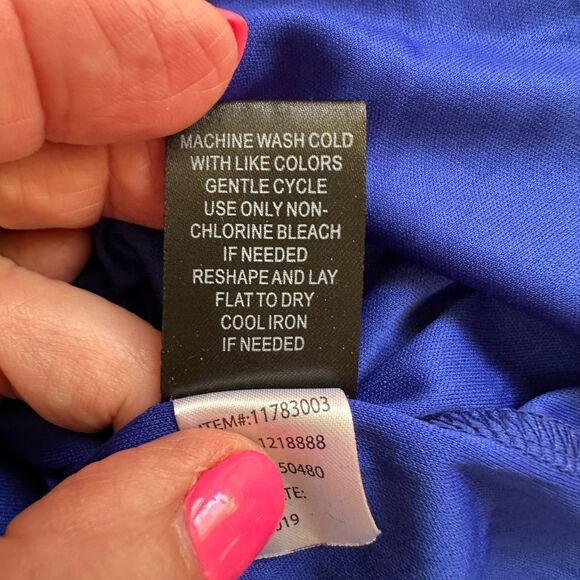 MACHINE WASH COLD
WITH LIKE COLORS
GENTLE CYCLE
USE ONLY NON-
CHLORINE BLEACH
IF NEEDED
RESHAPE AND LAY
FLAT TO DRY
COOL IRON
IF NEEDED
ITEM#:11783003
1218888
50480
TE:
019